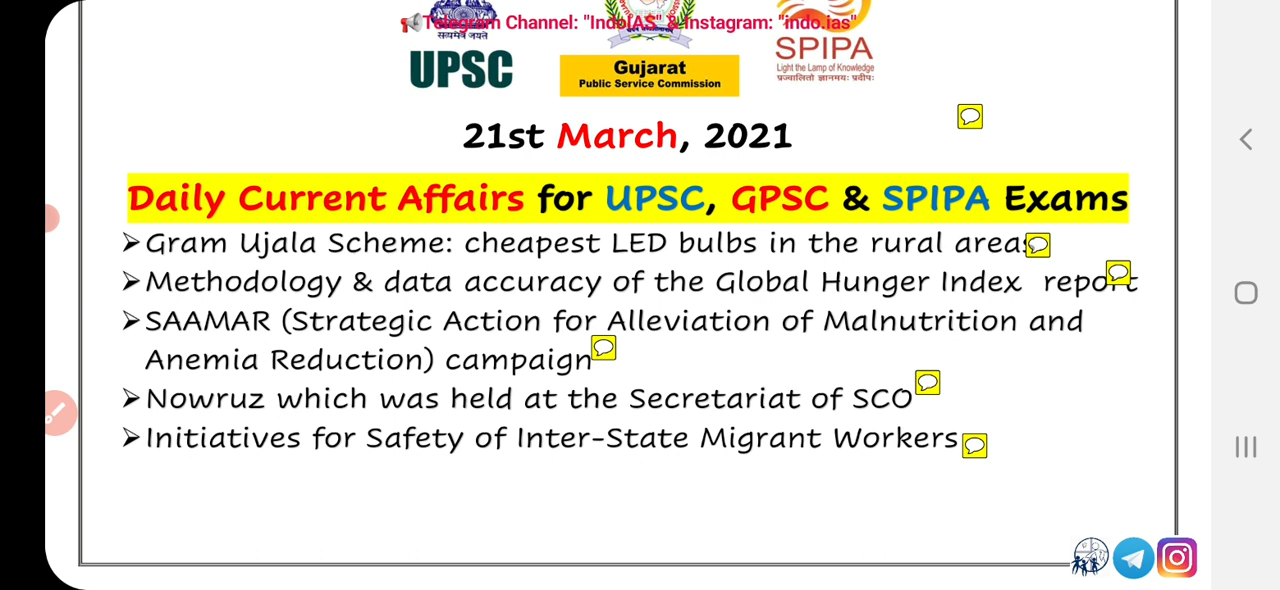 📢Telegram Channel: "IndoIAS" & Instagram: "indo.ias"
सत्यमेव जयते
UPSC
Gujarat
Public Service Commission
SPIPA
Light the Lamp of Knowledge
प्रज्वालितो ज्ञानमयः प्रदीपः
21st March, 2021
Daily Current Affairs for UPSC, GPSC & SPIPA Exams
➢Gram Ujala Scheme: cheapest LED bulbs in the rural areas
➢Methodology & data accuracy of the Global Hunger Index report
➢SAAMAR (Strategic Action for Alleviation of Malnutrition and
Anemia Reduction) campaign
➢Nowruz which was held at the Secretariat of SCO
➢Initiatives for Safety of Inter-State Migrant Workers